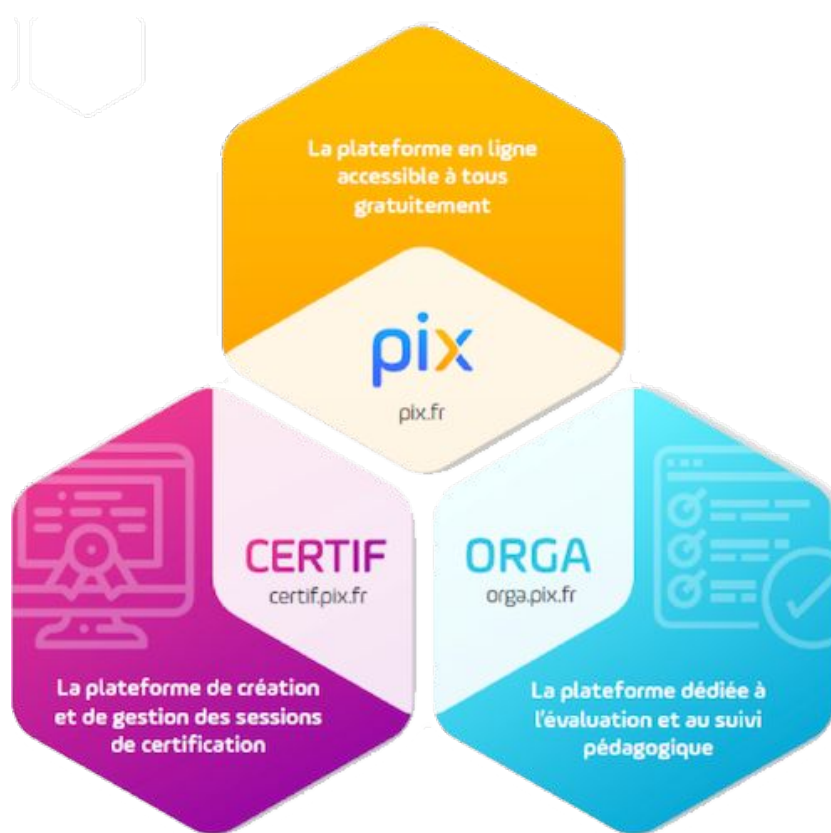 La plateforme en ligne
accessible à tous
gratuitement
pix
pix.fr
CERTIF
certif.pix.fr
La plateforme de création
et de gestion des sessions
de certification
ORGA
orga.pix.fr
La plateforme dédiée à
l'évaluation et au suivi
pédagogique